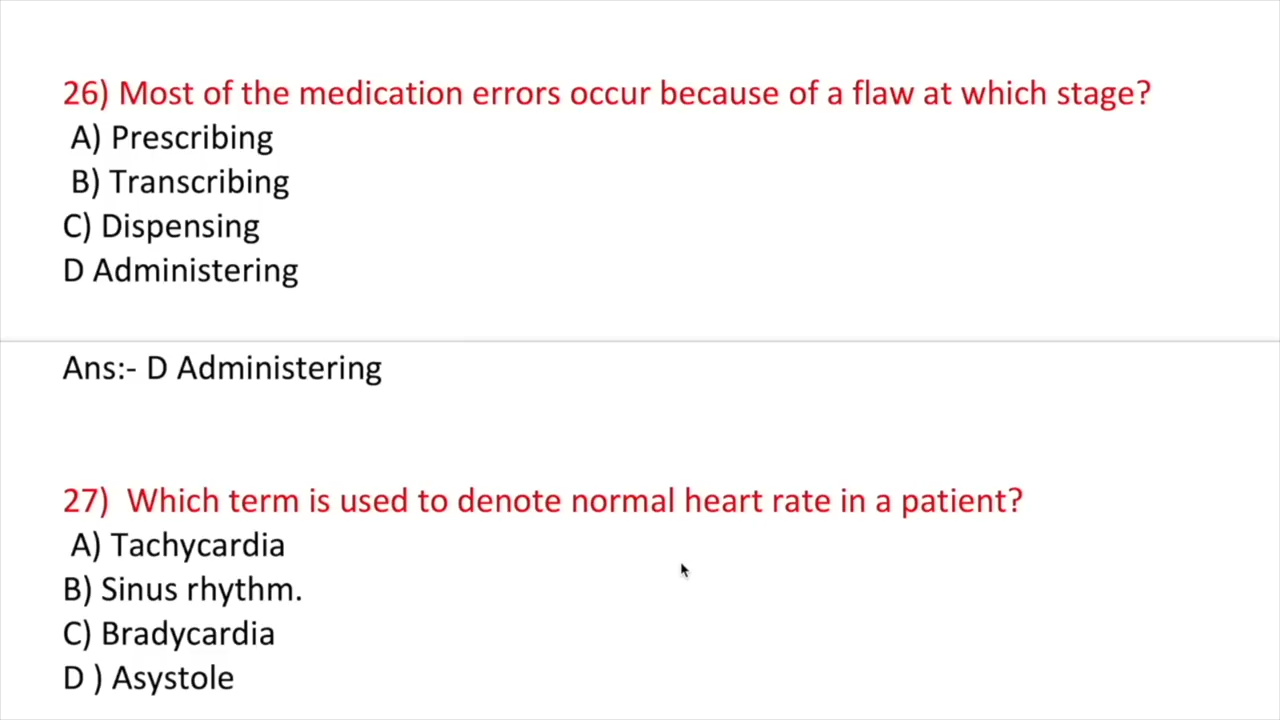 26) Most of the medication errors occur because of a flaw at which stage?
A) Prescribing
B) Transcribing
C) Dispensing
D Administering
Ans:- D Administering
27) Which term is used to denote normal heart rate in a patient?
A) Tachycardia
B) Sinus rhythm.
C) Bradycardia
D ) Asystole